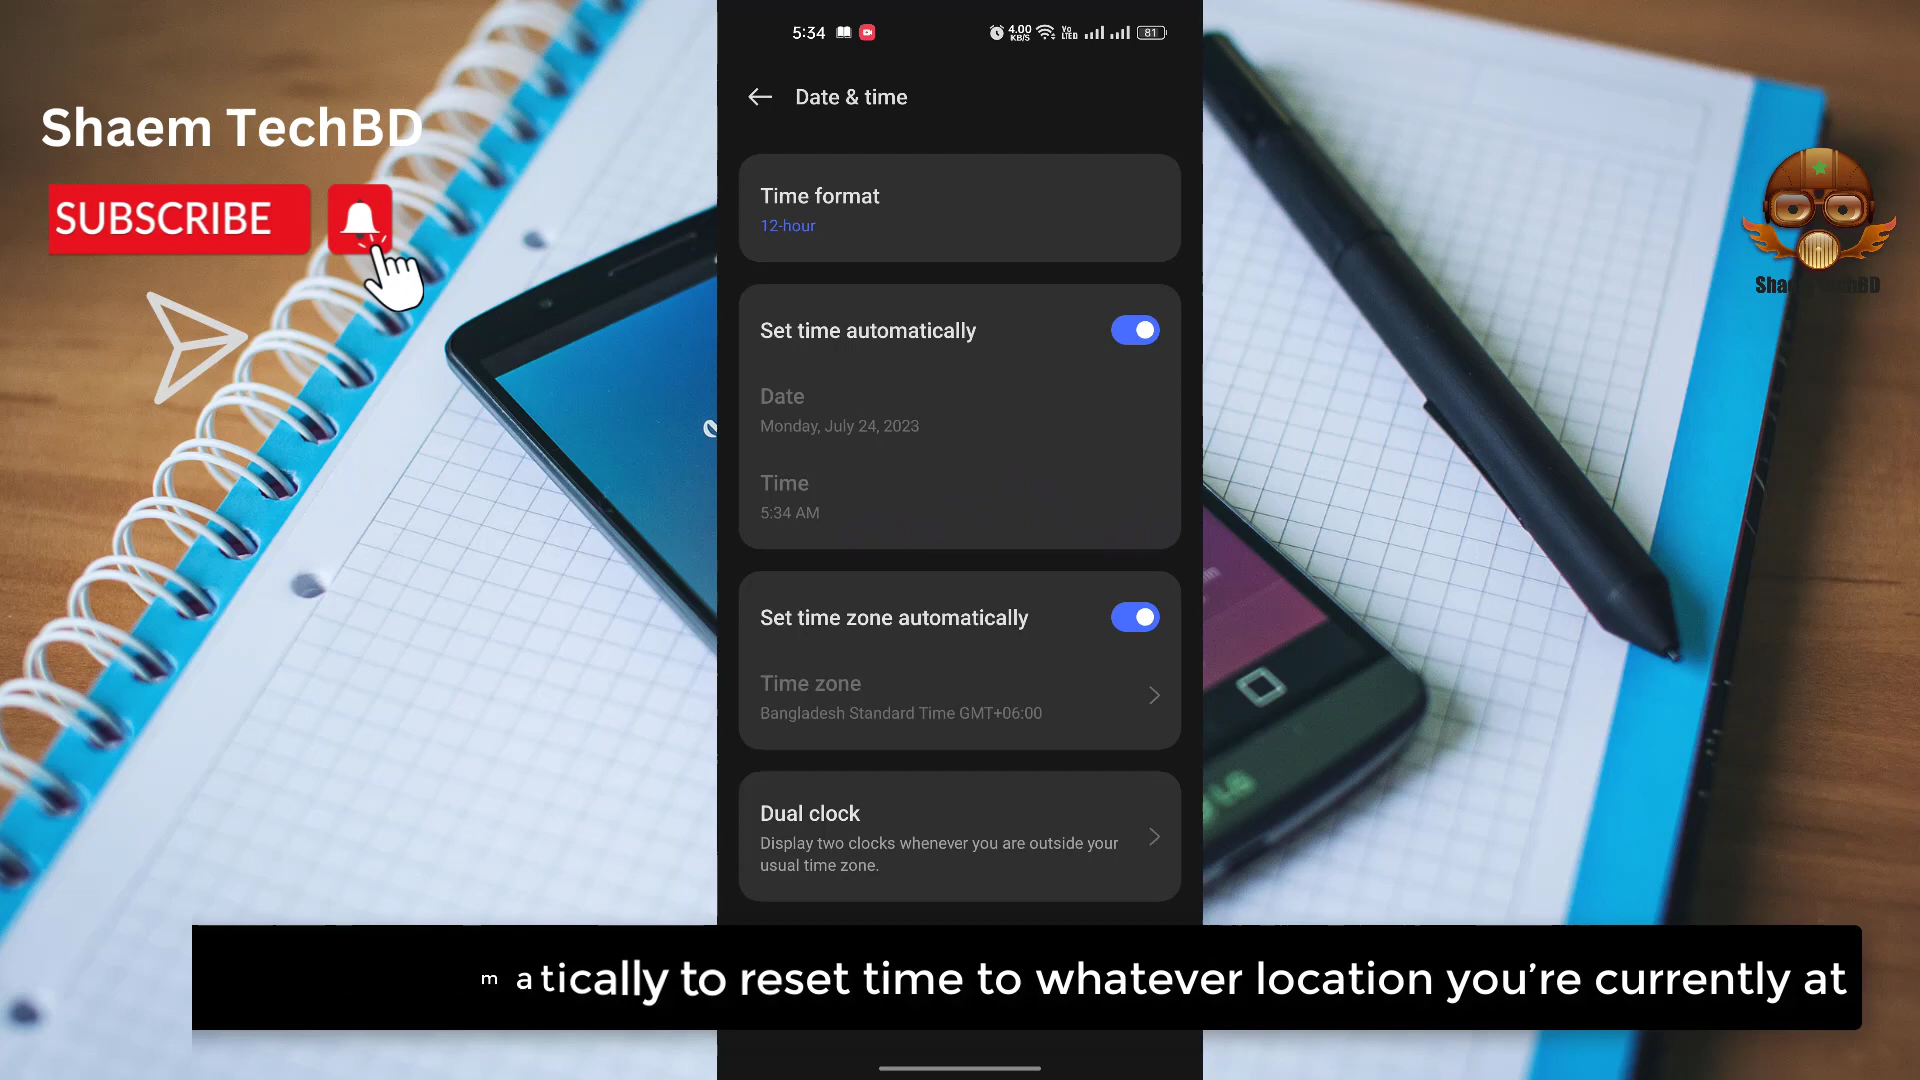 5:34
4.00
KB/S
Vo
LTED
81
Date & time
Shaem TechBD
SUBSCRIBE
Time format
12-hour
Set time automatically
Date
Monday, July 24, 2023
Time
5:34 AM
Set time zone automatically
Time zone
Bangladesh Standard Time GMT+06:00
Dual clock
Display two clocks whenever you are outside your
usual time zone.
matically to reset time to whatever location you’re currently at